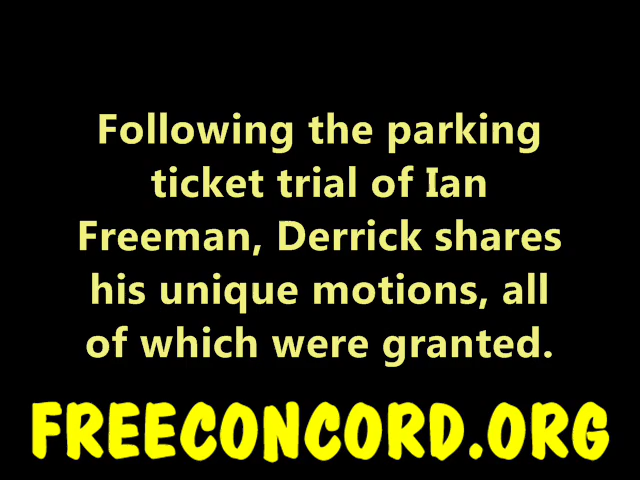 Following the parking
ticket trial of Ian
Freeman, Derrick shares
his unique motions, all
of which were granted.
FREECONCORD.ORG